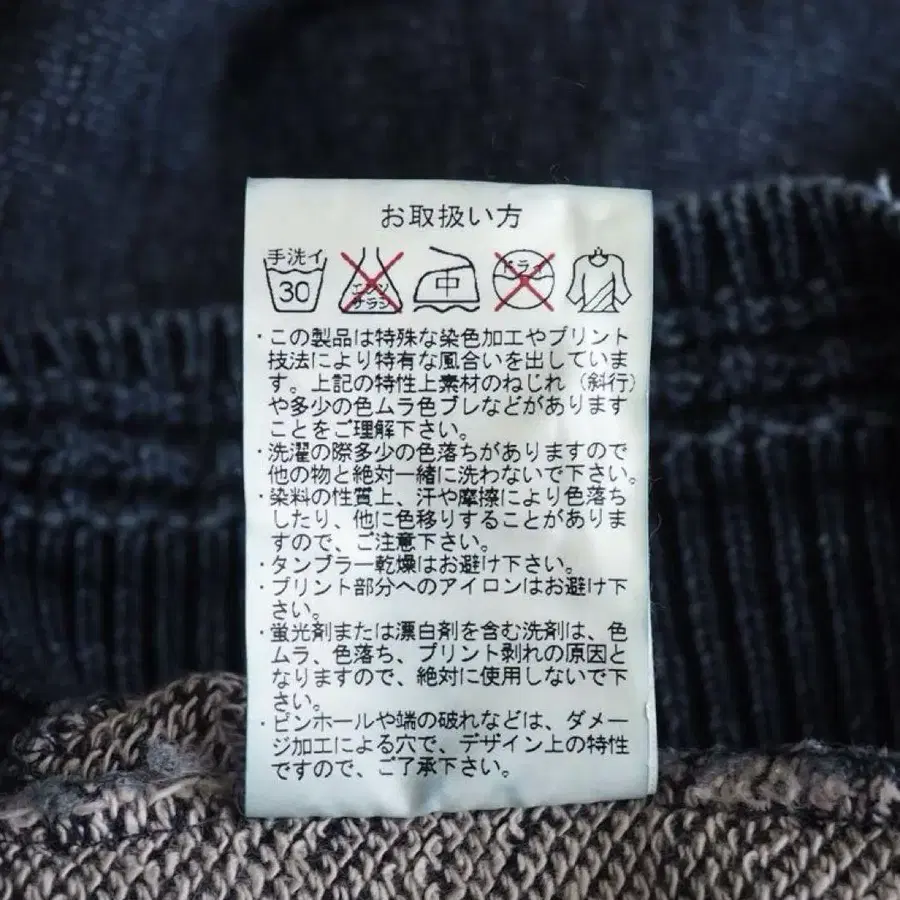 お取扱い方
手洗イ
30
エンソ
サラシ
中
ドライ
・この製品は特殊な染色加工やプリント
技法により特有な風合いを出していま
す。上記の特性上素材のねじれ（斜行）
や多少の色ムラ色ブレなどがあります
ことをご理解下さい。
・洗濯の際多少の色落ちがありますので
他の物と絶対一緒に洗わないで下さい。
・染料の性質上、汗や摩擦により色落ち
したり、他に色移りすることがありま
すので、ご注意下さい。
・タンブラー乾燥はお避け下さい。
・プリント部分へのアイロンはお避け下
さい。
・蛍光剤または漂白剤を含む洗剤は、色
ムラ、色落ち、プリント剥れの原因と
なりますので、絶対に使用しないで下
さい。
・ピンホールや端の破れなどは、ダメー
ジ加工による穴で、デザイン上の特性
ですので、ご了承下さい。